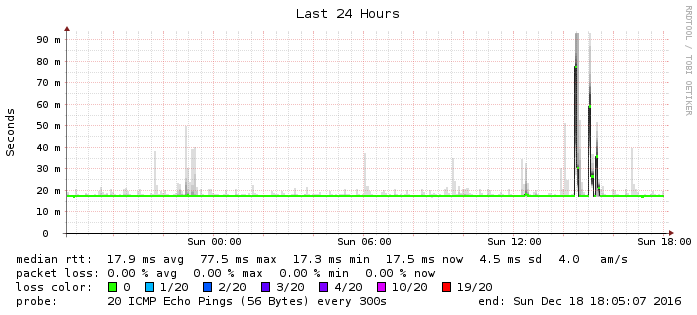 Last 24 Hours
RRDTOOL / TOBI OETIKER
Seconds
90 m
80 m
70 m
60 m
50 m
40 m
30 m
20 m
10 m
0
Sun 00:00 Sun 06:00 Sun 12:00 Sun 18:00
median rtt: 17.9 ms avg 77.5 ms max 17.3 ms min 17.5 ms now 4.5 ms sd 4.0 am/s
packet loss: 0.00 % avg 0.00 % max 0.00 % min 0.00 % now
loss color: 0 1/20 2/20 3/20 4/20 10/20 19/20
probe: 20 ICMP Echo Pings (56 Bytes) every 300s end: Sun Dec 18 18:05:07 2016